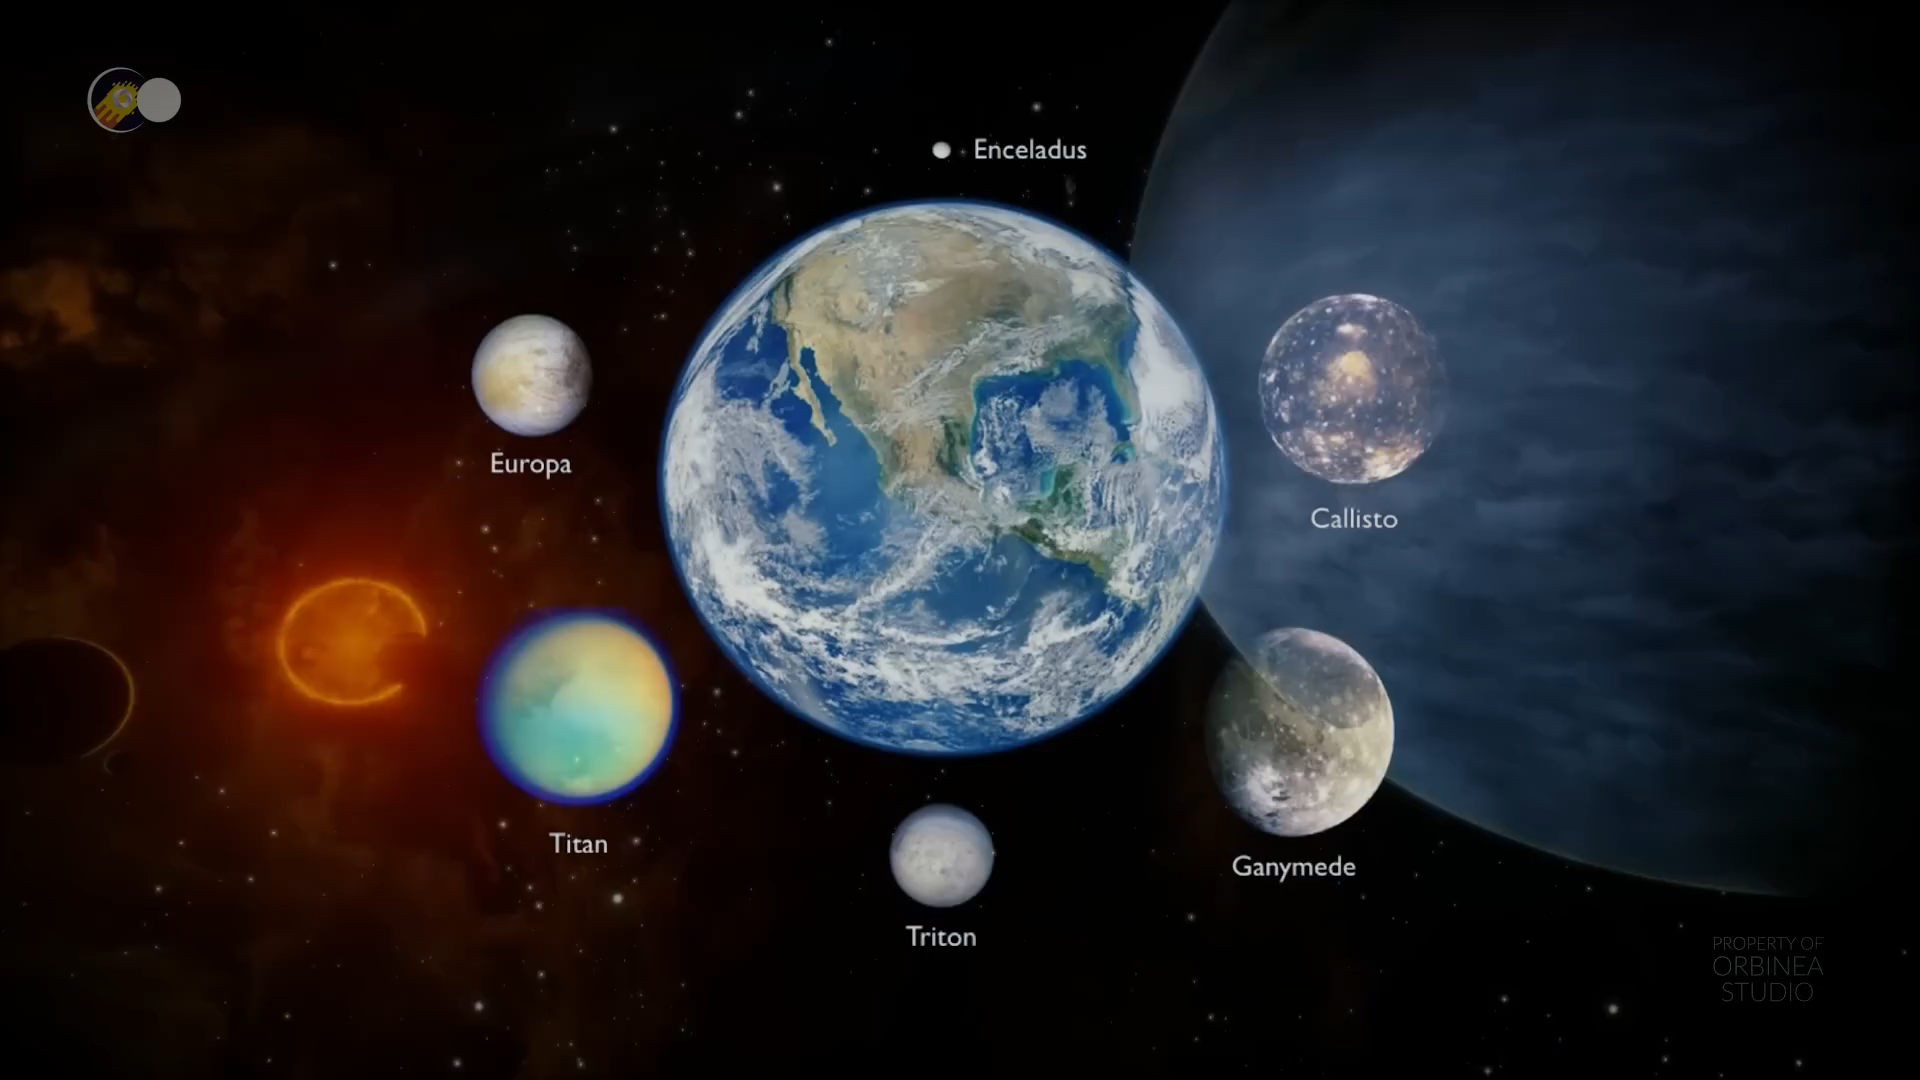 Enceladus
Europa
Callisto
Titan
Ganymede
Triton
PROPERTY OF
ORBINEA
STUDIO